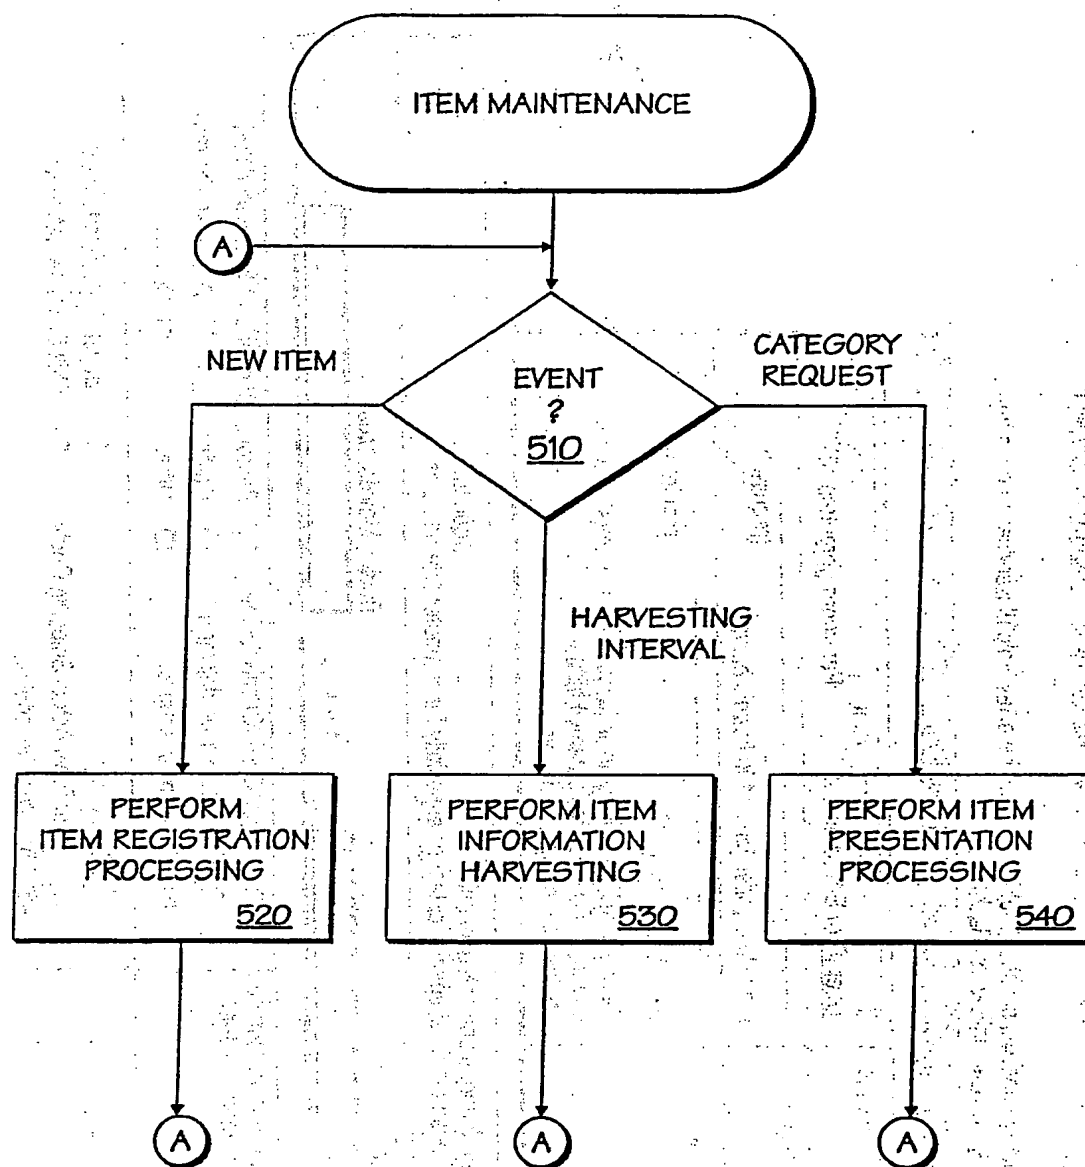 ITEM MAINTENANCE
A
NEW ITEM
EVENT
?
510
CATEGORY
REQUEST
HARVESTING
INTERVAL
PERFORM
ITEM REGISTRATION
PROCESSING
520
PERFORM ITEM
INFORMATION
HARVESTING
530
PERFORM ITEM
PRESENTATION
PROCESSING
540
A
A
A